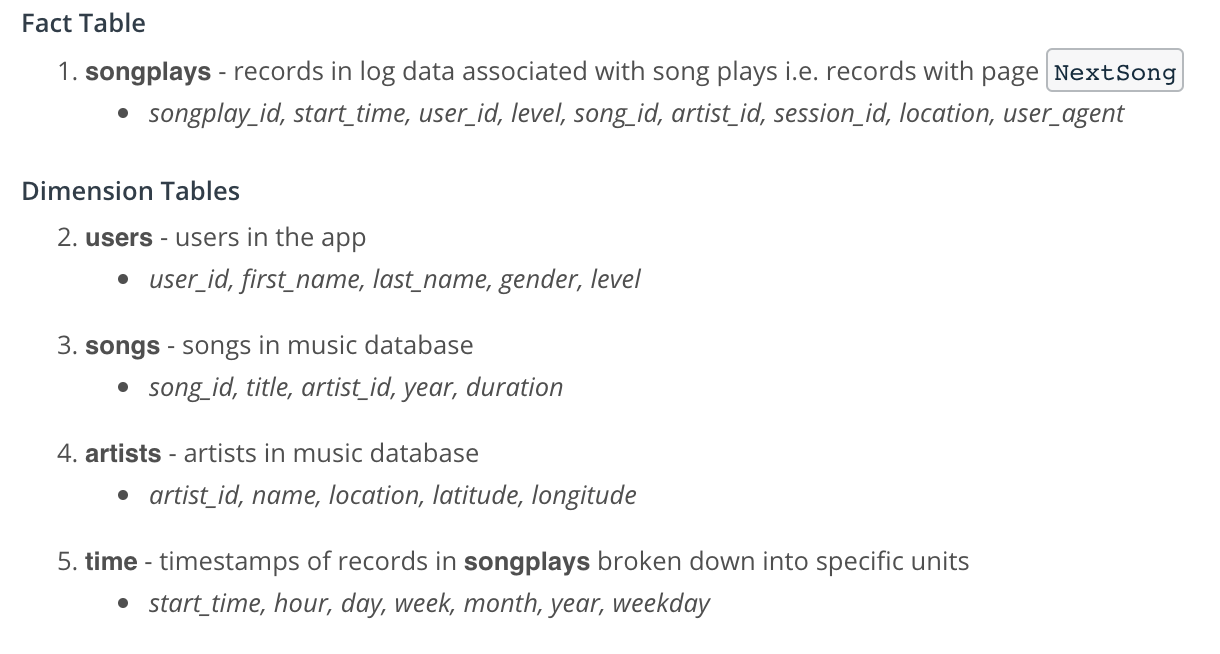 Fact Table
1. songplays - records in log data associated with song plays i.e. records with page NextSong
• songplay_id, start_time, user_id, level, song_id, artist_id, session_id, location, user_agent
Dimension Tables
2. users - users in the app
• user_id, first_name, last_name, gender, level
3. songs - songs in music database
• song_id, title, artist_id, year, duration
4. artists - artists in music database
• artist_id, name, location, latitude, longitude
5. time - timestamps of records in songplays broken down into specific units
• start_time, hour, day, week, month, year, weekday